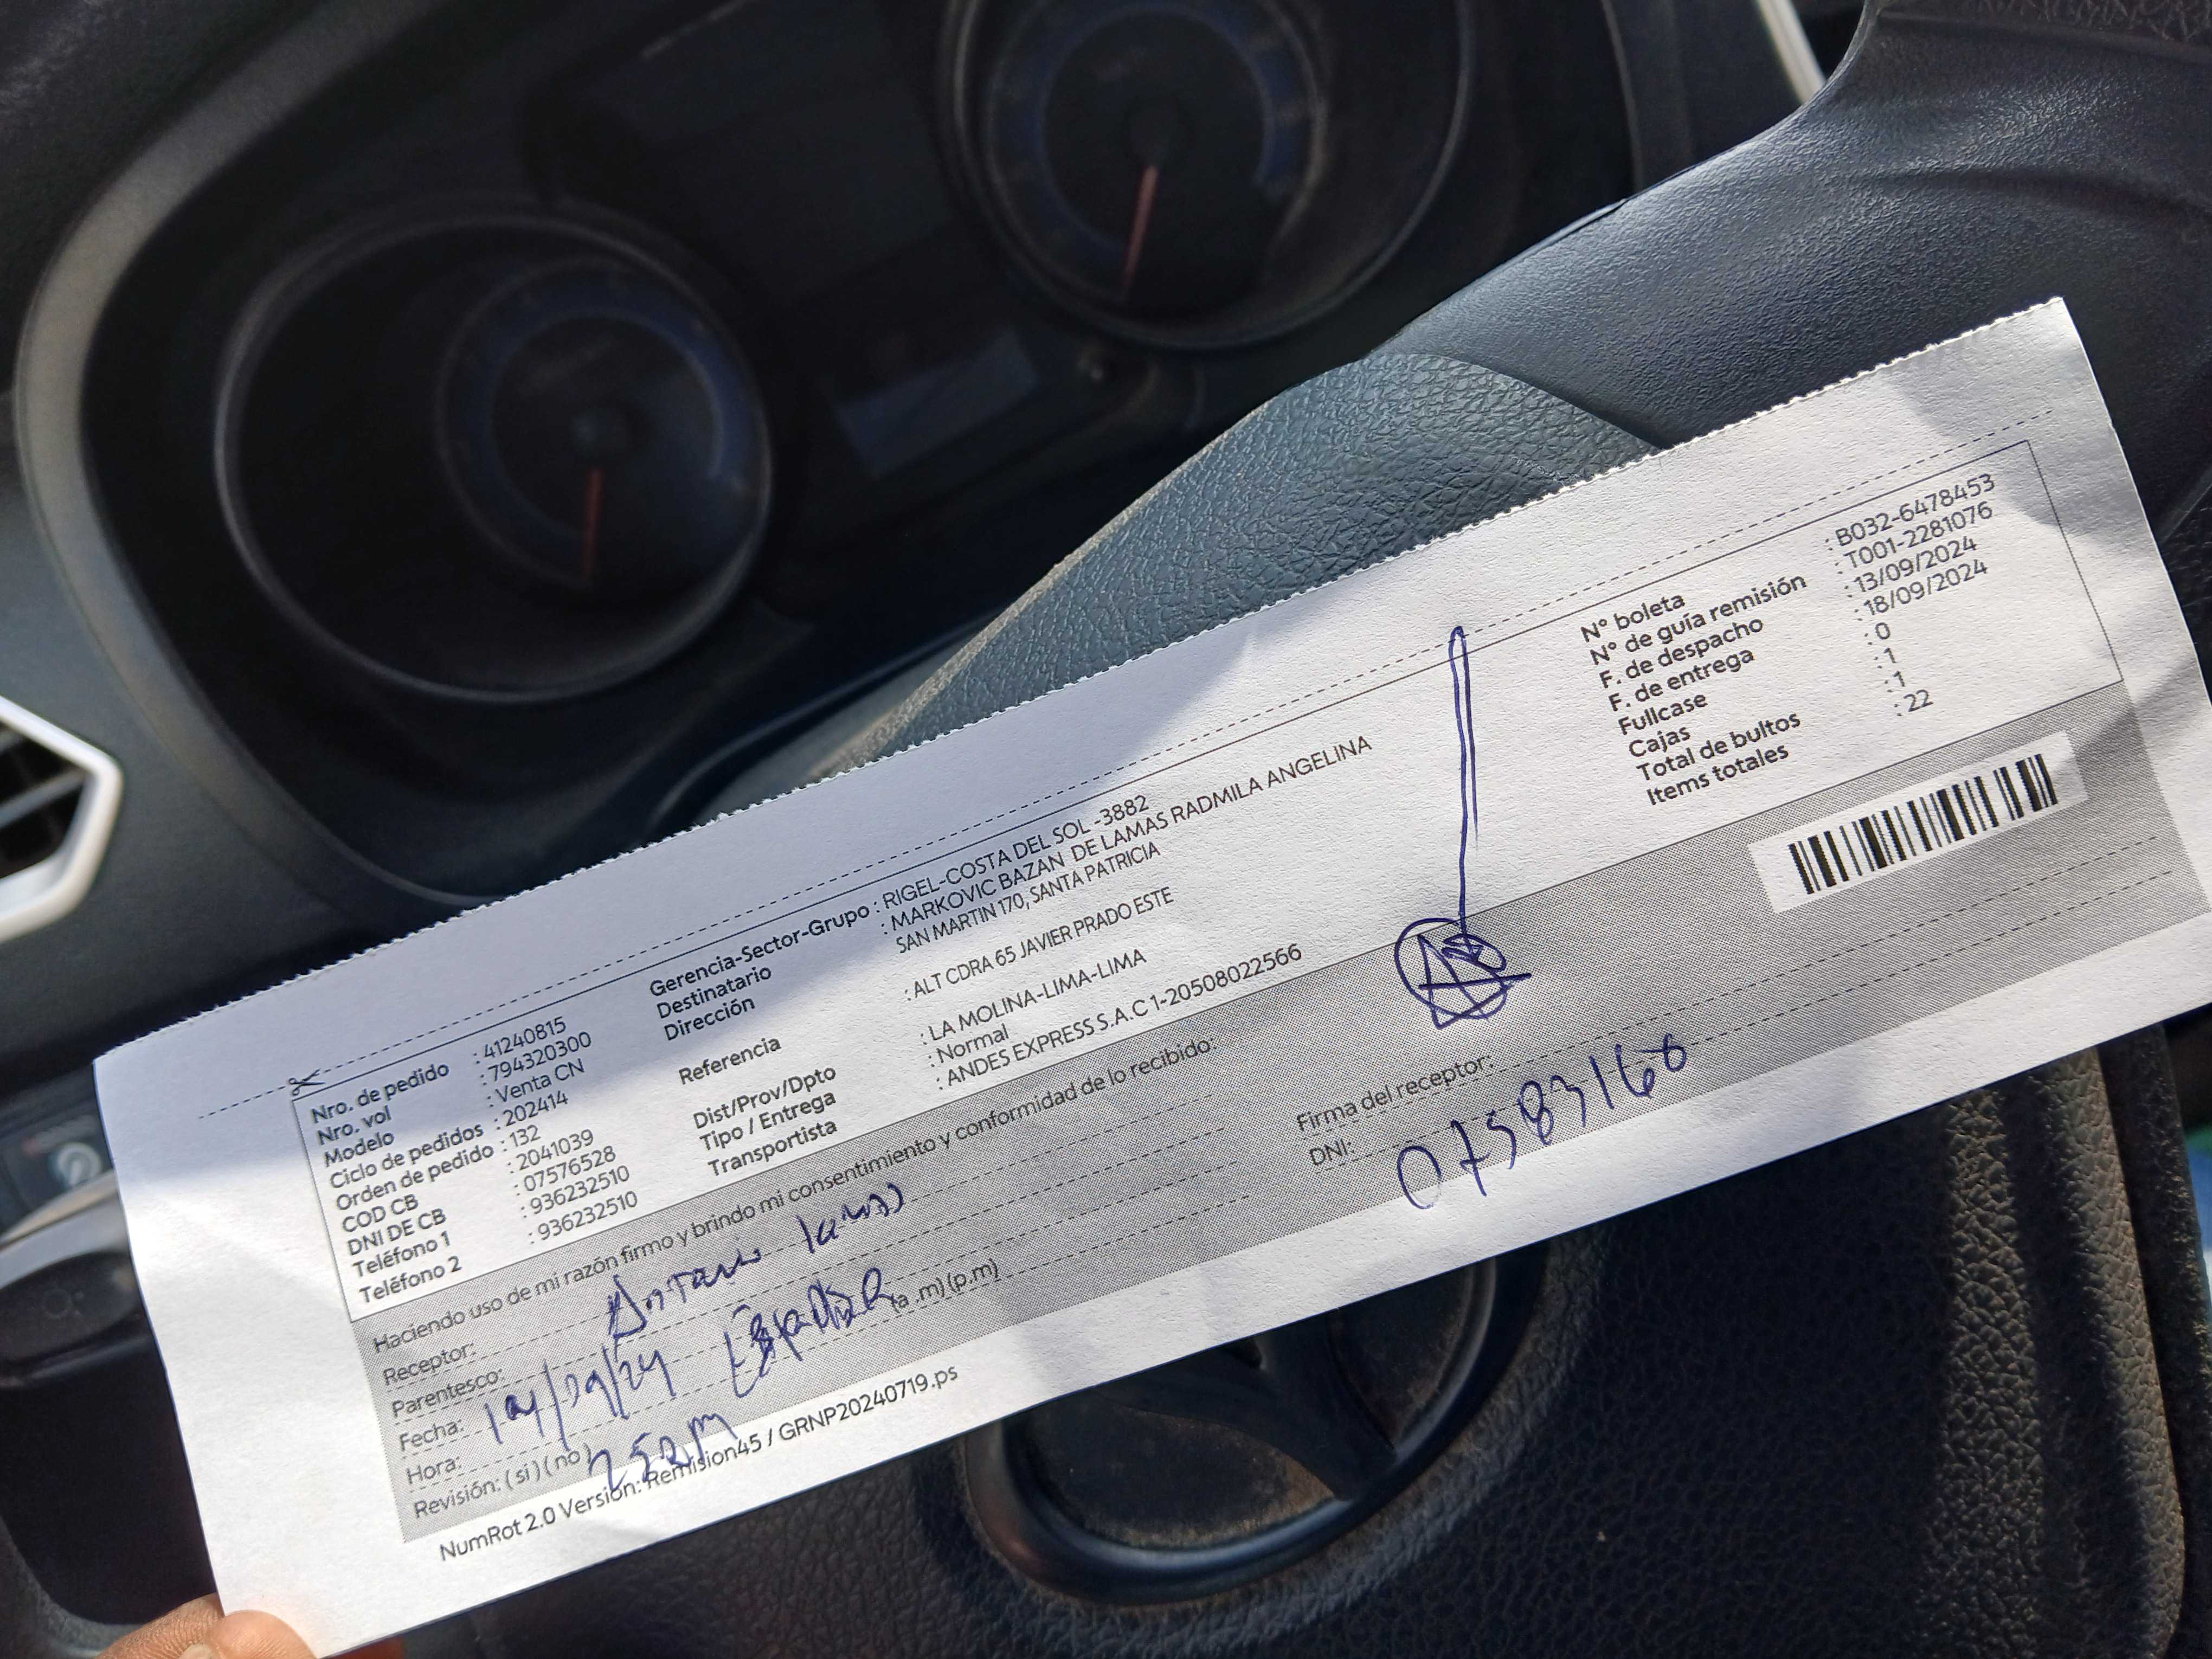 Nro. de pedido : 41240815
Nro. vol : 794320300
Modelo : Venta CN
Ciclo de pedidos : 202414
Orden de pedido : 132
COD CB : 2041039
DNI DE CB : 07576528
Teléfono 1 : 936232510
Teléfono 2 : 936232510
Gerencia-Sector-Grupo : RIGEL-COSTA DEL SOL -3882
Destinatario : MARKOVIC BAZAN DE LAMAS RADMILA ANGELINA
Dirección SAN MARTIN 170, SANTA PATRICIA
Referencia : ALT CDRA 65 JAVIER PRADO ESTE
Dist/Prov/Dpto : LA MOLINA-LIMA-LIMA
Tipo / Entrega : Normal
Transportista : ANDES EXPRESS S.A.C 1-20508022566
N° boleta : B032-6478453
N° de guía remisión : T001-2281076
F. de despacho : 13/09/2024
F. de entrega : 18/09/2024
Fullcase : 0
Cajas : 1
Total de bultos : 1
Items totales : 22
Haciendo uso de mi razón firmo y brindo mi consentimiento y conformidad de lo recibido:
Receptor: lamas
Parentesco:
Fecha: /09/24
Hora: (a .m) (p.m)
Revisión: (si) (no)
Firma del receptor:
DNI: 07583166
NumRot 2.0 Versión: Remision45 / GRNP20240719.ps